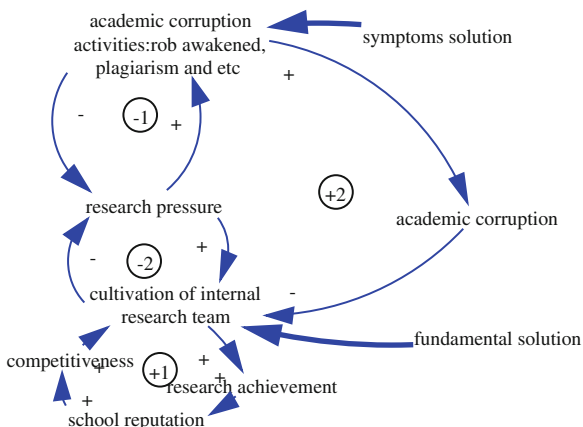 academic corruption
activities:rob awakened,
plagiarism and etc
symptoms solution
+
-
-1
+
+2
research pressure
academic corruption
+
-
-2
-
cultivation of internal
research team
fundamental solution
competitiveness
+
+1
+
+
research achievement
+
school reputation